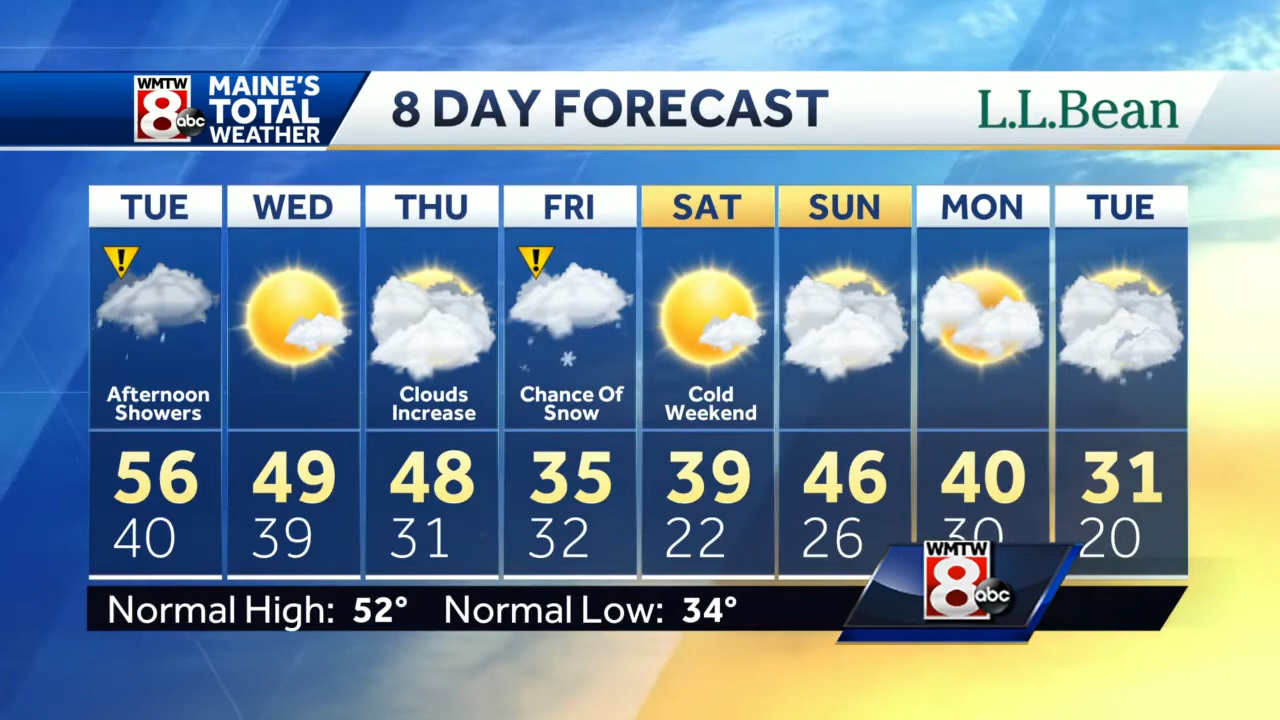 WMTW
8
abc
MAINE'S
TOTAL
WEATHER
8 DAY FORECAST
L.L.Bean
TUE WED THU FRI SAT SUN MON TUE
! !
Afternoon Clouds Chance Of Cold
Showers Increase Snow Weekend
56 49 48 35 39 46 40 31
40 39 31 32 22 26 30 20
Normal High: 52° Normal Low: 34°
WMTW
8
abc